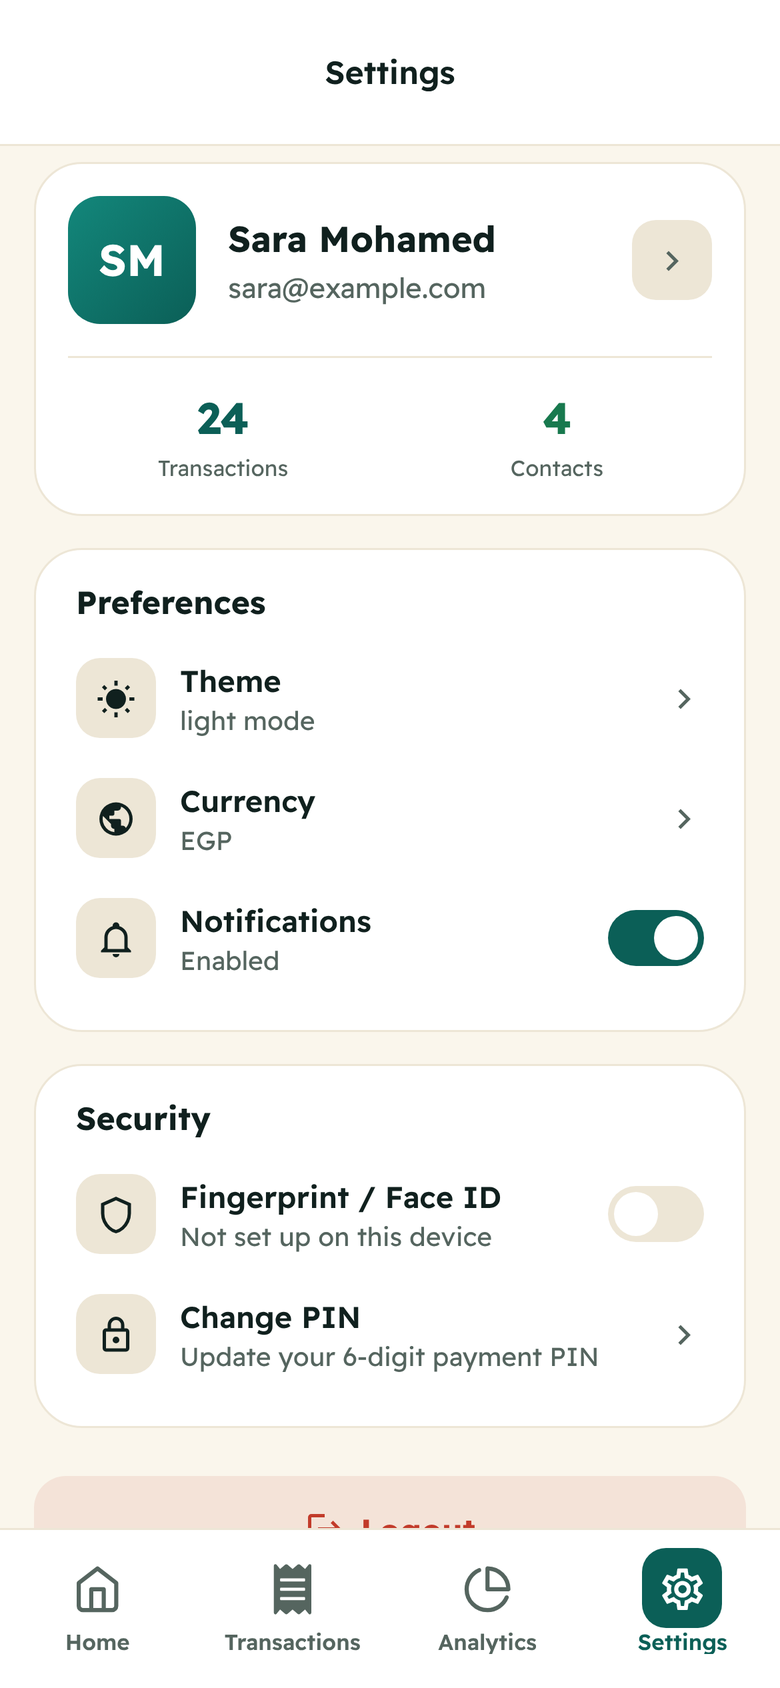 Settings
SM
Sara Mohamed
sara@example.com
24
Transactions
4
Contacts
Preferences
Theme
light mode
Currency
EGP
Notifications
Enabled
Security
Fingerprint / Face ID
Not set up on this device
Change PIN
Update your 6-digit payment PIN
Logout
Home
Transactions
Analytics
Settings